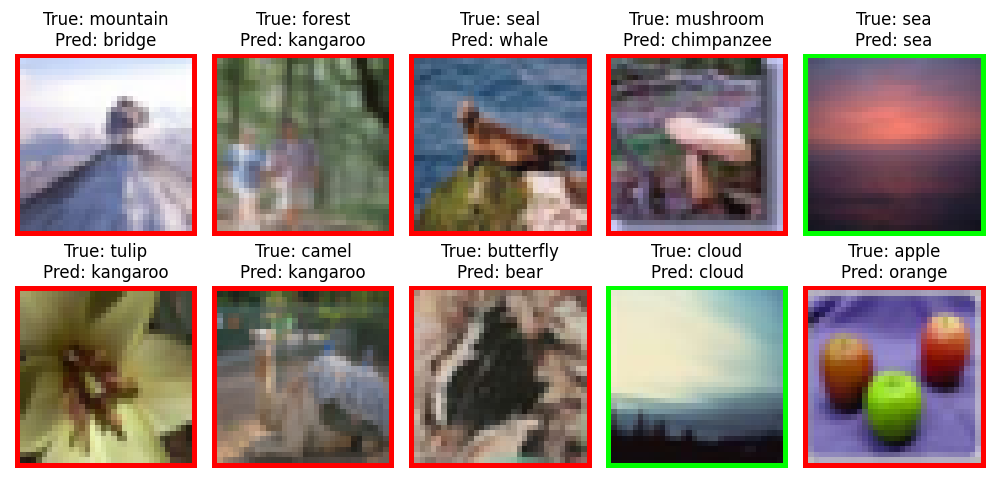 True: mountain
Pred: bridge
True: forest
Pred: kangaroo
True: seal
Pred: whale
True: mushroom
Pred: chimpanzee
True: sea
Pred: sea
True: tulip
Pred: kangaroo
True: camel
Pred: kangaroo
True: butterfly
Pred: bear
True: cloud
Pred: cloud
True: apple
Pred: orange